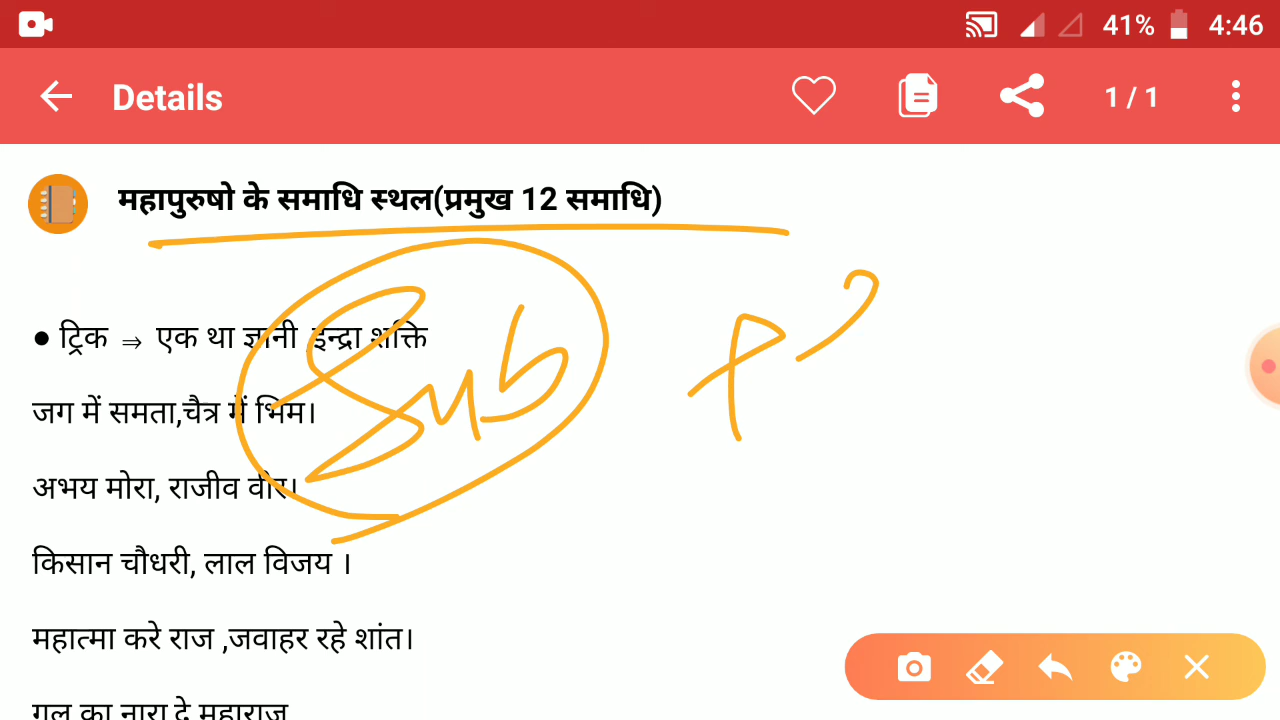 41% 4:46
Details 1 / 1
महापुरुषो के समाधि स्थल(प्रमुख 12 समाधि)
● ट्रिक ⇒ एक था ज्ञानी ,इन्द्रा शक्ति
जग में समता,चैत्र में भिम।
Sub
अभय मोरा, राजीव वीर।
किसान चौधरी, लाल विजय ।
महात्मा करे राज ,जवाहर रहे शांत।
गुल का नारा दे महाराज